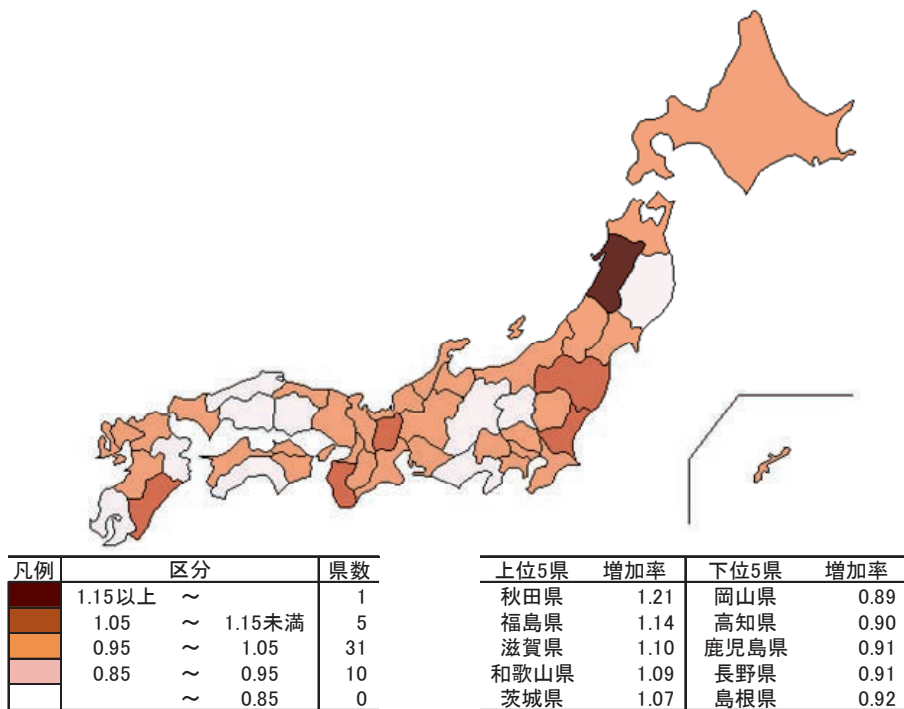 凡例 区分 県数
1.15以上 ～ 1
1.05 ～ 1.15未満 5
0.95 ～ 1.05 31
0.85 ～ 0.95 10
～ 0.85 0
上位5県 増加率 下位5県 増加率
秋田県 1.21 岡山県 0.89
福島県 1.14 高知県 0.90
滋賀県 1.10 鹿児島県 0.91
和歌山県 1.09 長野県 0.91
茨城県 1.07 島根県 0.92